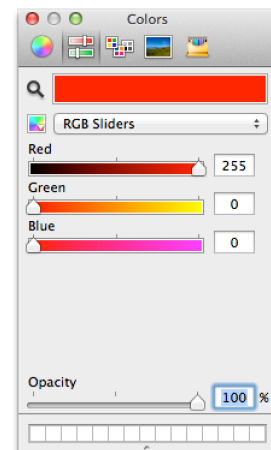 Colors
RGB Sliders
Red
255
Green
0
Blue
0
Opacity
100 %